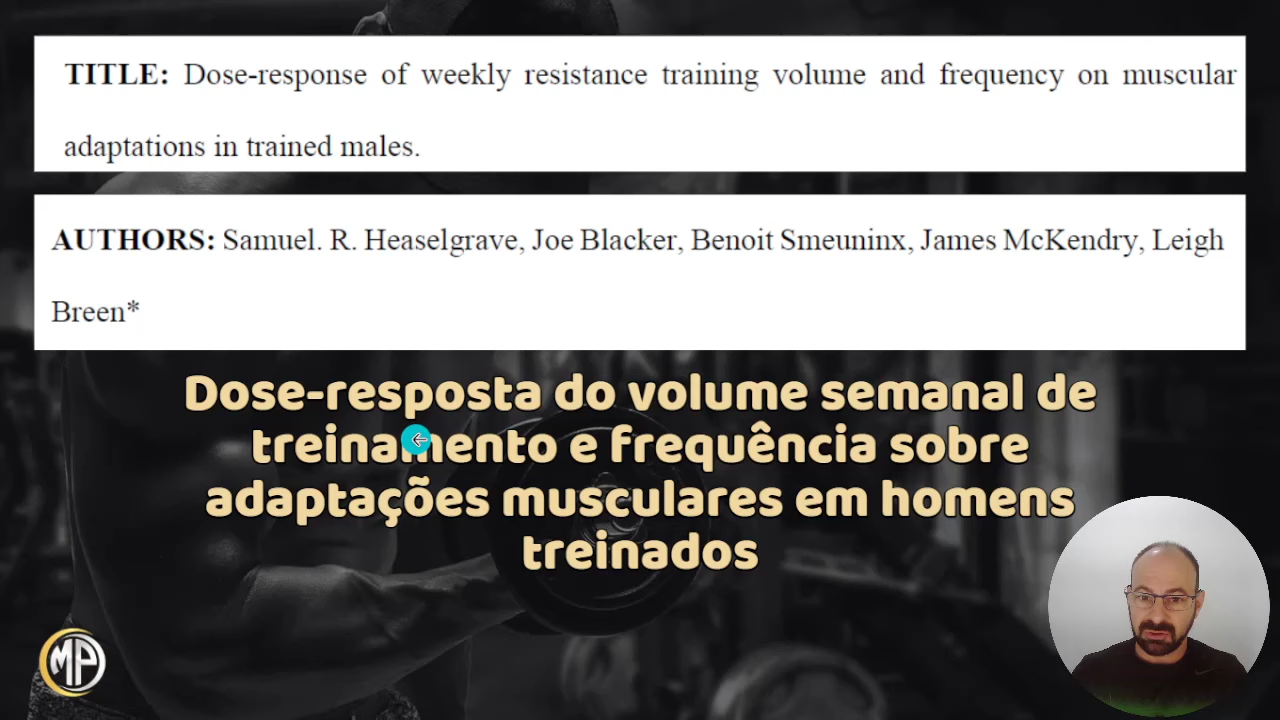 TITLE: Dose-response of weekly resistance training volume and frequency on muscular
adaptations in trained males.
AUTHORS: Samuel. R. Heaselgrave, Joe Blacker, Benoit Smeuninx, James McKendry, Leigh
Breen*
Dose-resposta do volume semanal de
treinamento e frequência sobre
adaptações musculares em homens
treinados
MP